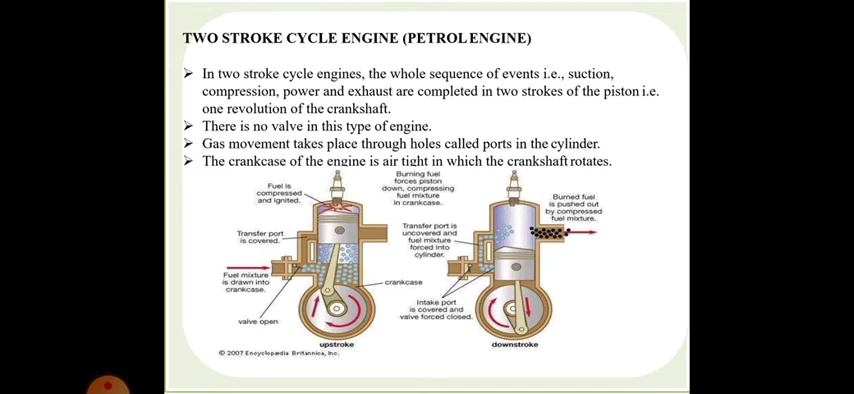 TWO STROKE CYCLE ENGINE (PETROL ENGINE)
In two stroke cycle engines, the whole sequence of events i.e., suction,
compression, power and exhaust are completed in two strokes of the piston i.e.
one revolution of the crankshaft.
There is no valve in this type of engine.
Gas movement takes place through holes called ports in the cylinder.
The crankcase of the engine is air tight in which the crankshaft rotates.
Fuel is
compressed
and ignited.
Transfer port
is covered.
Fuel mixture
is drawn into
crankcase.
valve open
upstroke
crankcase
Burning fuel
forces piston
down, compressing
fuel mixture
in crankcase.
Transfer port is
uncovered and
fuel mixture
forced into
cylinder.
Intake port
is covered and
valve forced closed.
Burned fuel
is pushed out
by compressed
fuel mixture.
downstroke
© 2007 Encyclopædia Britannica, Inc.